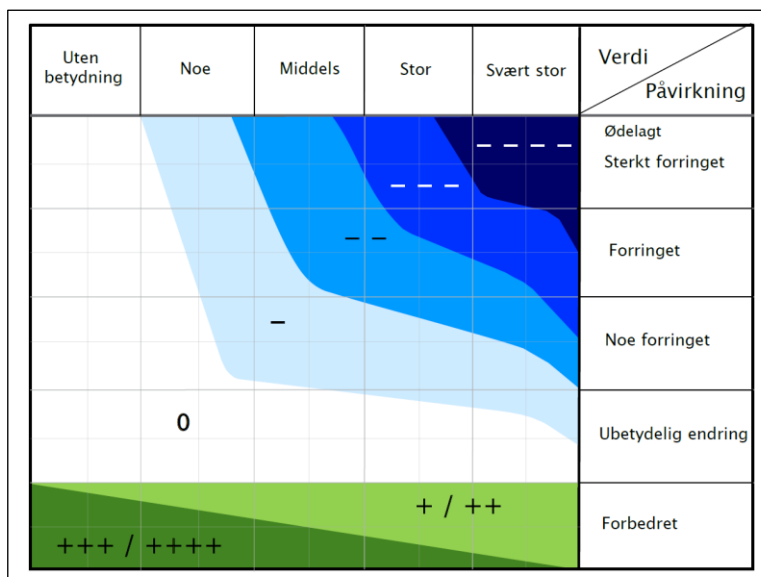 Uten
betydning
Noe
Middels
Stor
Svært stor
Verdi
Påvirkning
Ødelagt
– – – –
Sterkt forringet
– – –
– –
Forringet
–
Noe forringet
0
Ubetydelig endring
+ / ++
Forbedret
+++ / ++++